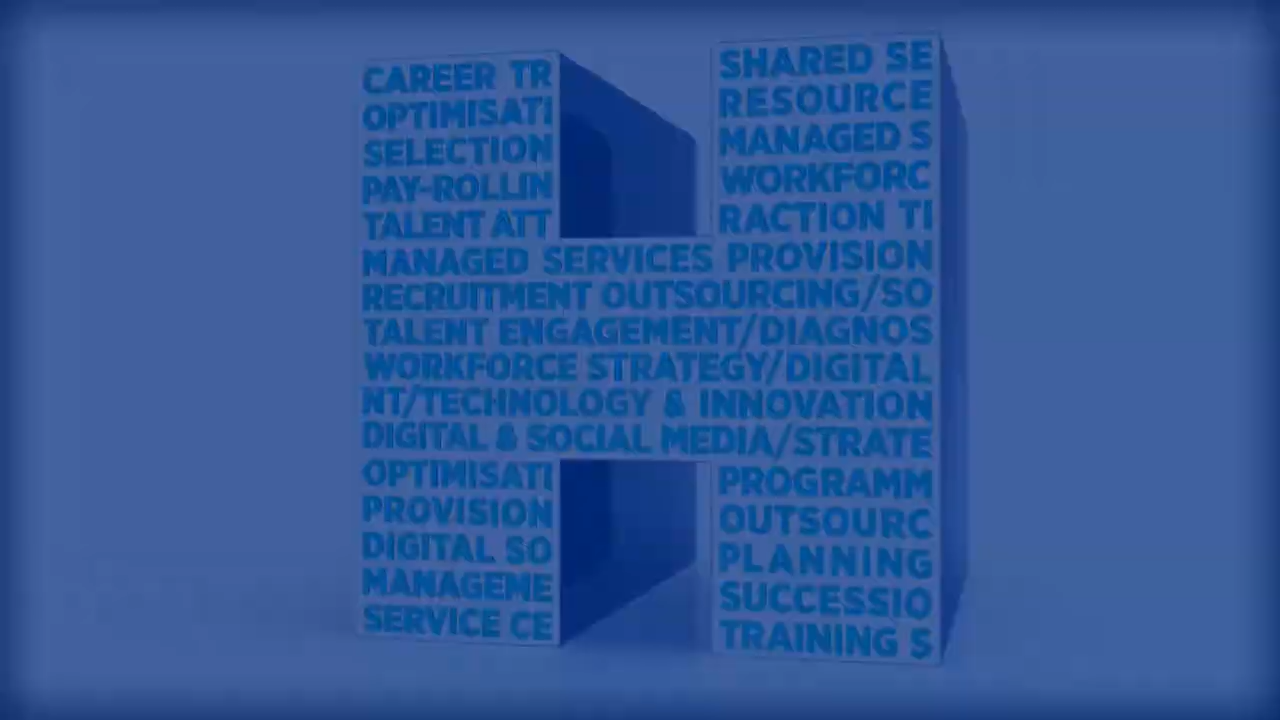 CAREER TR
OPTIMISATI
SELECTION
PAY-ROLLIN
TALENT ATT
SHARED SE
RESOURCE
MANAGED S
WORKFORC
RACTION TI
MANAGED SERVICES PROVISION
RECRUITMENT OUTSOURCING/SO
TALENT ENGAGEMENT/DIAGNOS
WORKFORCE STRATEGY/DIGITAL
NT/TECHNOLOGY & INNOVATION
DIGITAL & SOCIAL MEDIA/STRATE
OPTIMISATI
PROVISION
DIGITAL SO
MANAGEME
SERVICE CE
PROGRAMM
OUTSOURC
PLANNING
SUCCESSIO
TRAINING S